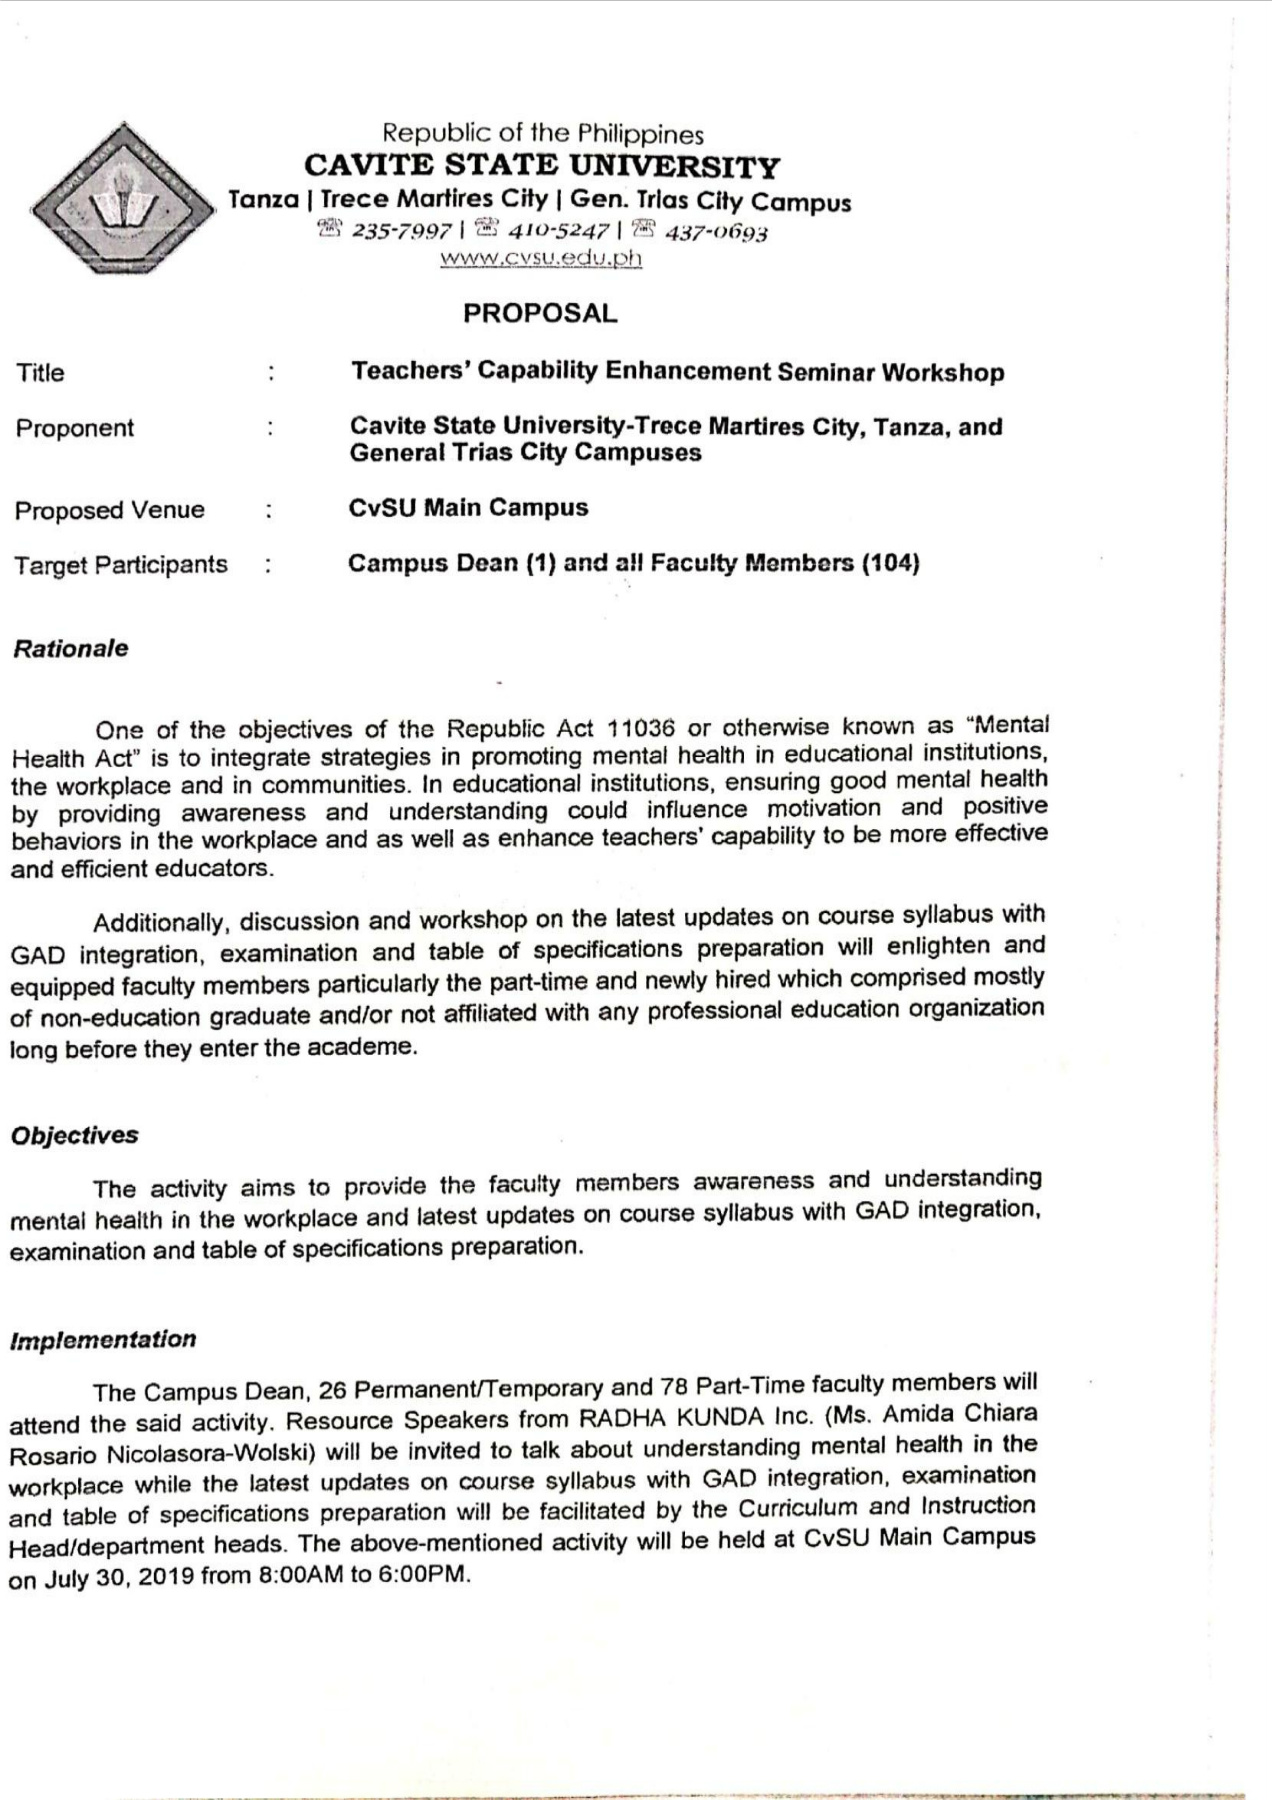 Republic of the Philippines
CAVITE STATE UNIVERSITY
Tanza | Trece Martires City | Gen. Trias City Campus
☏ 235-7997 | ☏ 410-5247 | ☏ 437-0693
www.cvsu.edu.ph
PROPOSAL
Title : Teachers' Capability Enhancement Seminar Workshop
Proponent : Cavite State University-Trece Martires City, Tanza, and
General Trias City Campuses
Proposed Venue : CvSU Main Campus
Target Participants : Campus Dean (1) and all Faculty Members (104)
Rationale
One of the objectives of the Republic Act 11036 or otherwise known as “Mental
Health Act” is to integrate strategies in promoting mental health in educational institutions,
the workplace and in communities. In educational institutions, ensuring good mental health
by providing awareness and understanding could influence motivation and positive
behaviors in the workplace and as well as enhance teachers' capability to be more effective
and efficient educators.
Additionally, discussion and workshop on the latest updates on course syllabus with
GAD integration, examination and table of specifications preparation will enlighten and
equipped faculty members particularly the part-time and newly hired which comprised mostly
of non-education graduate and/or not affiliated with any professional education organization
long before they enter the academe.
Objectives
The activity aims to provide the faculty members awareness and understanding
mental health in the workplace and latest updates on course syllabus with GAD integration,
examination and table of specifications preparation.
Implementation
The Campus Dean, 26 Permanent/Temporary and 78 Part-Time faculty members will
attend the said activity. Resource Speakers from RADHA KUNDA Inc. (Ms. Amida Chiara
Rosario Nicolasora-Wolski) will be invited to talk about understanding mental health in the
workplace while the latest updates on course syllabus with GAD integration, examination
and table of specifications preparation will be facilitated by the Curriculum and Instruction
Head/department heads. The above-mentioned activity will be held at CvSU Main Campus
on July 30, 2019 from 8:00AM to 6:00PM.